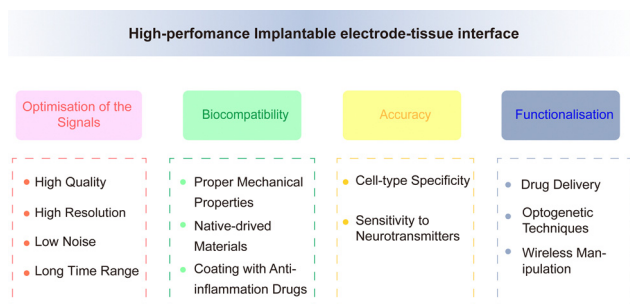 High-perfomance Implantable electrode-tissue interface
Optimisation of the
Signals
High Quality
High Resolution
Low Noise
Long Time Range
Biocompatibility
Proper Mechanical
Properties
Native-drived
Materials
Coating with Anti-
inflammation Drugs
Accuracy
Cell-type Specificity
Sensitivity to
Neurotransmitters
Functionalisation
Drug Delivery
Optogenetic
Techniques
Wireless Man-
ipulation